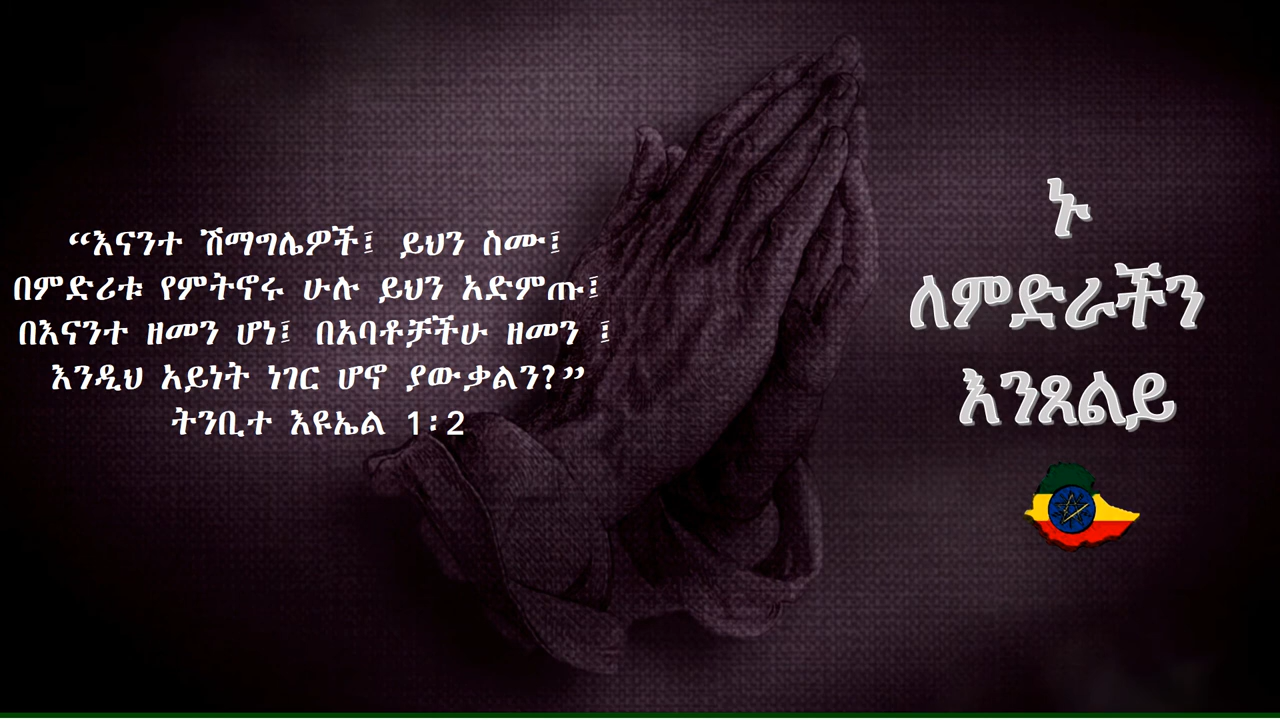 “እናንተ ሽማግሌዎች፤ ይህን ስሙ፤
በምድሪቱ የምትኖሩ ሁሉ ይህን አድምጡ፤
በእናንተ ዘመን ሆነ፤ በአባቶቻችሁ ዘመን ፤
እንዲህ አይነት ነገር ሆኖ ያውቃልን?”
ትንቢተ እዩኤል 1፡2
ኑ
ለምድራችን
እንጸልይ